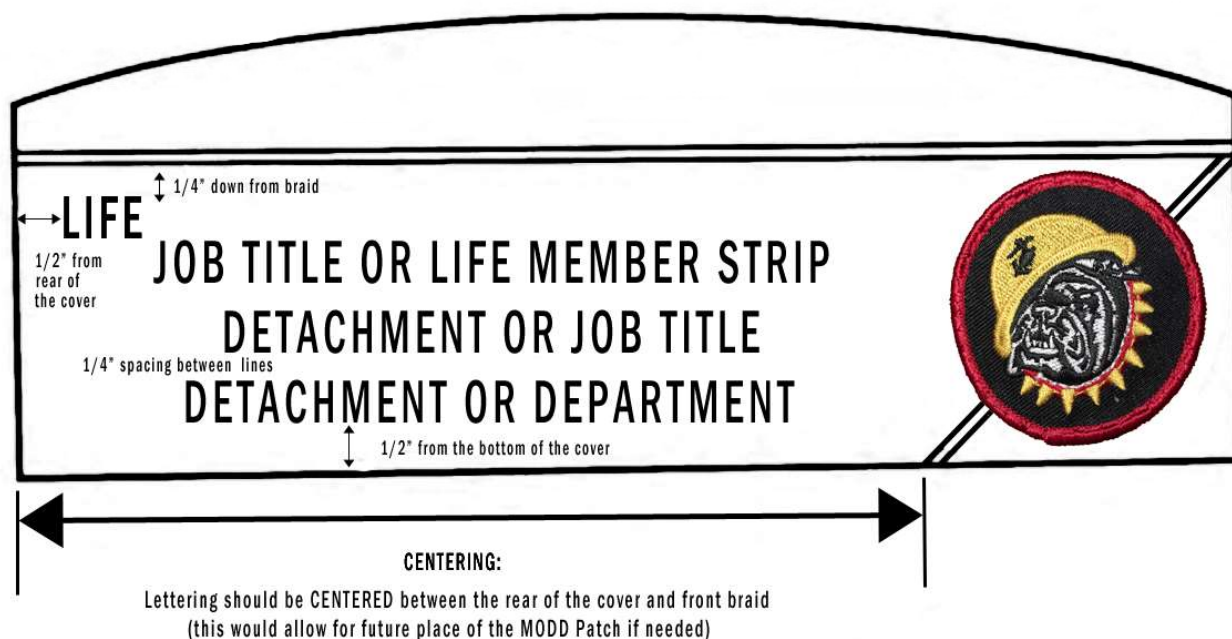 1/4" down from braid
LIFE
1/2" from
rear of
the cover
JOB TITLE OR LIFE MEMBER STRIP
DETACHMENT OR JOB TITLE
1/4" spacing between lines
DETACHMENT OR DEPARTMENT
1/2" from the bottom of the cover
CENTERING:
Lettering should be CENTERED between the rear of the cover and front braid
(this would allow for future place of the MODD Patch if needed)